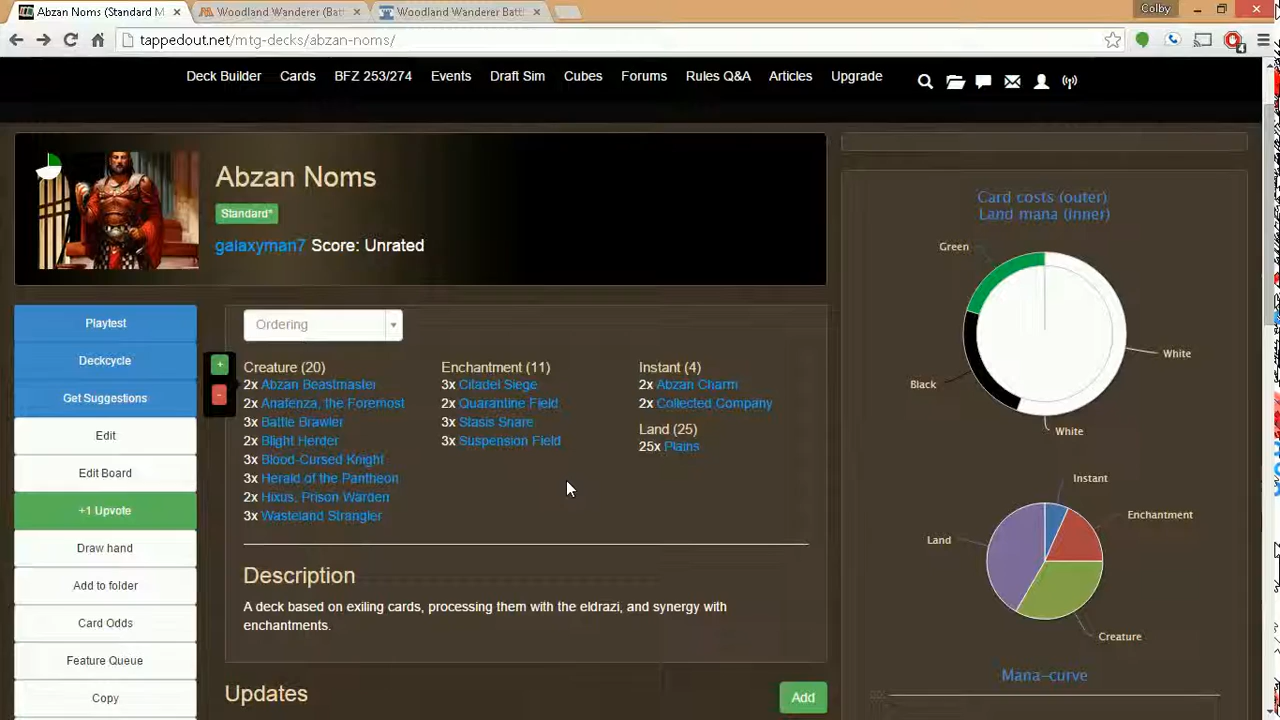 Abzan Noms (Standard M ×
Woodland Wanderer (Batt ×
Woodland Wanderer Battl ×
Colby
tappedout.net/mtg-decks/abzan-noms/
4
Deck Builder Cards BFZ 253/274 Events Draft Sim Cubes Forums Rules Q&A Articles Upgrade
Abzan Noms
Standard*
galaxyman7 Score: Unrated
Playtest
Deckcycle
Get Suggestions
Edit
Edit Board
+1 Upvote
Draw hand
Add to folder
Card Odds
Feature Queue
Copy
+
-
Ordering
Creature (20)
2x Abzan Beastmaster
2x Anafenza, the Foremost
3x Battle Brawler
2x Blight Herder
3x Blood-Cursed Knight
3x Herald of the Pantheon
2x Hixus, Prison Warden
3x Wasteland Strangler
Enchantment (11)
3x Citadel Siege
2x Quarantine Field
3x Stasis Snare
3x Suspension Field
Instant (4)
2x Abzan Charm
2x Collected Company
Land (25)
25x Plains
Description
A deck based on exiling cards, processing them with the eldrazi, and synergy with
enchantments.
Updates
Add
Card costs (outer)
Land mana (inner)
Green
White
Black
White
Instant
Enchantment
Land
Creature
Mana-curve